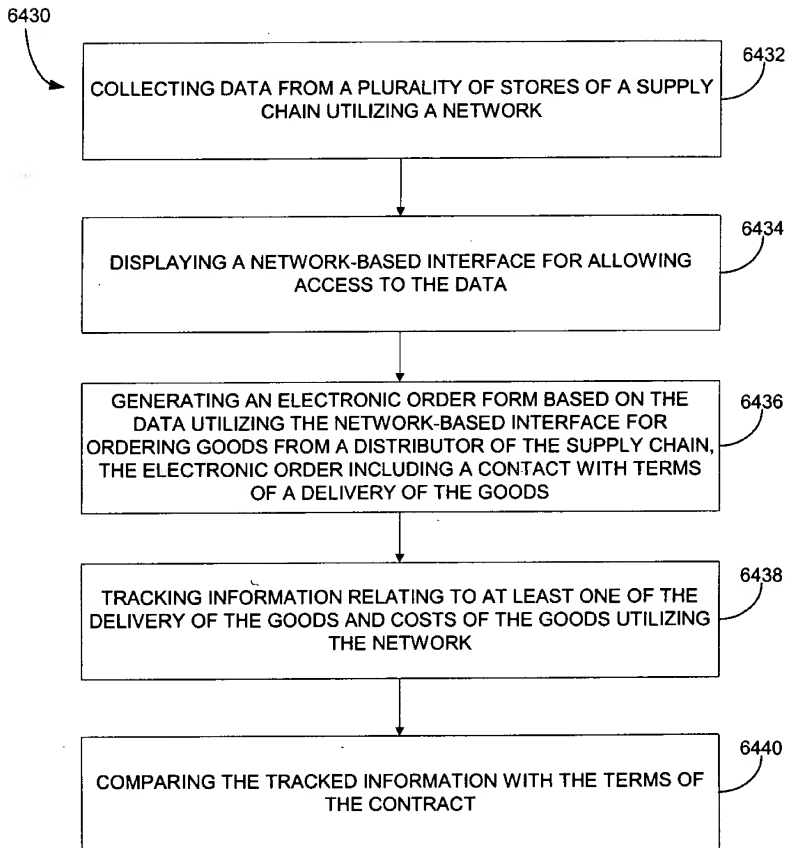 6430
6432
COLLECTING DATA FROM A PLURALITY OF STORES OF A SUPPLY
CHAIN UTILIZING A NETWORK
6434
DISPLAYING A NETWORK-BASED INTERFACE FOR ALLOWING
ACCESS TO THE DATA
6436
GENERATING AN ELECTRONIC ORDER FORM BASED ON THE
DATA UTILIZING THE NETWORK-BASED INTERFACE FOR
ORDERING GOODS FROM A DISTRIBUTOR OF THE SUPPLY CHAIN,
THE ELECTRONIC ORDER INCLUDING A CONTACT WITH TERMS
OF A DELIVERY OF THE GOODS
6438
TRACKING INFORMATION RELATING TO AT LEAST ONE OF THE
DELIVERY OF THE GOODS AND COSTS OF THE GOODS UTILIZING
THE NETWORK
6440
COMPARING THE TRACKED INFORMATION WITH THE TERMS OF
THE CONTRACT